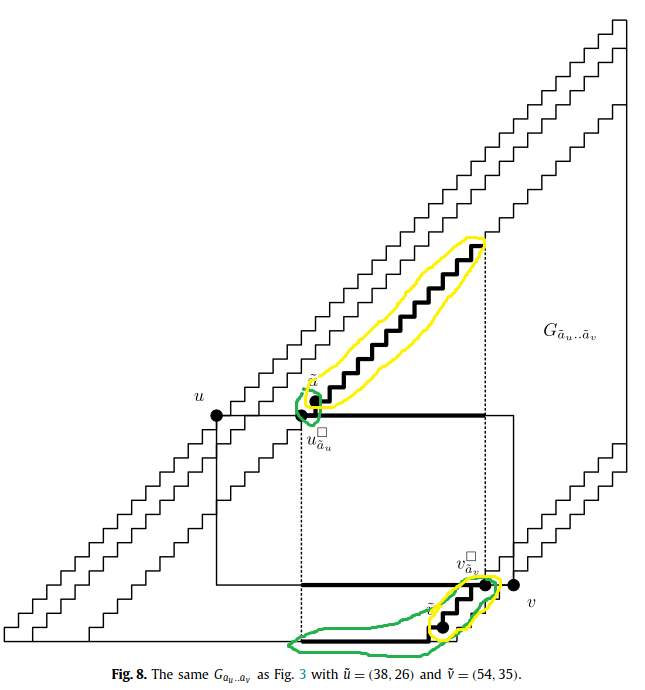 ã
G_{ã_u..ã_v}
u
u^□_{ã_u}
v^□_{ã_v}
v
Fig. 8. The same G_{a_u..a_v} as Fig. 3 with ũ = (38, 26) and ṽ = (54, 35).